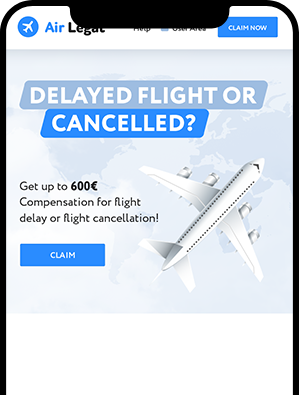 Air Legat Help User Area CLAIM NOW
DELAYED FLIGHT OR
CANCELLED?
Get up to 600€
Compensation for flight
delay or flight cancellation!
CLAIM